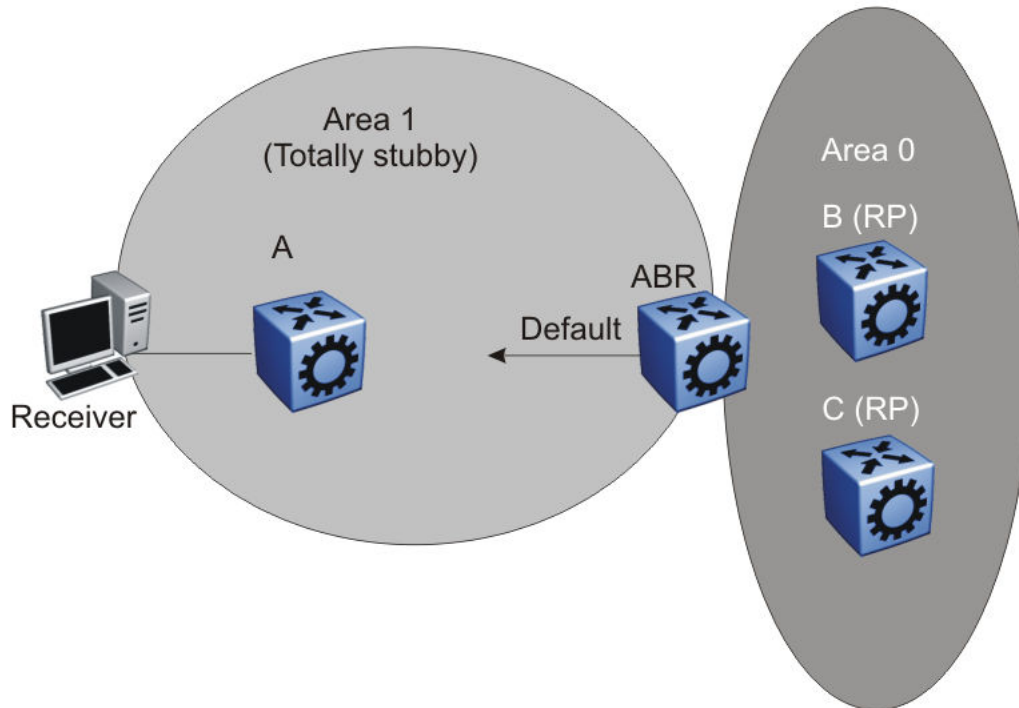 Area 1
(Totally stubby)
A
Receiver
Default
ABR
Area 0
B (RP)
C (RP)